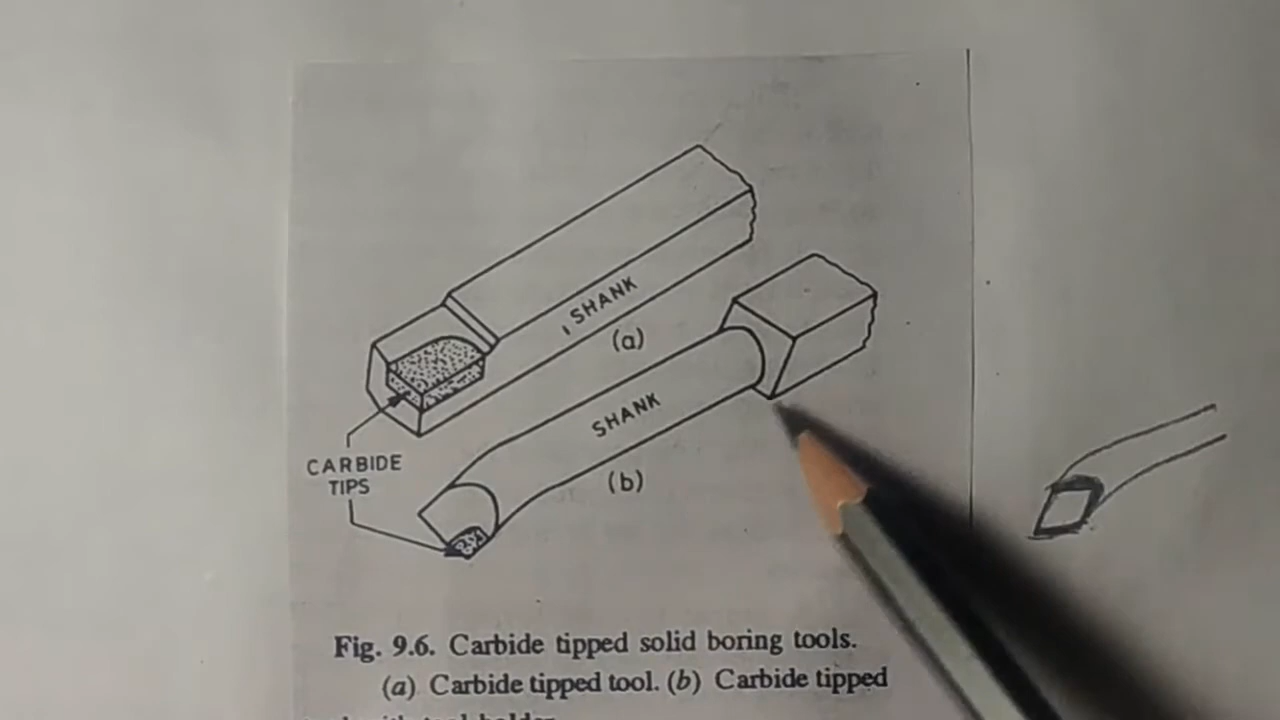 SHANK
(a)
SHANK
(b)
CARBIDE
TIPS
Fig. 9.6. Carbide tipped solid boring tools.
(a) Carbide tipped tool. (b) Carbide tipped